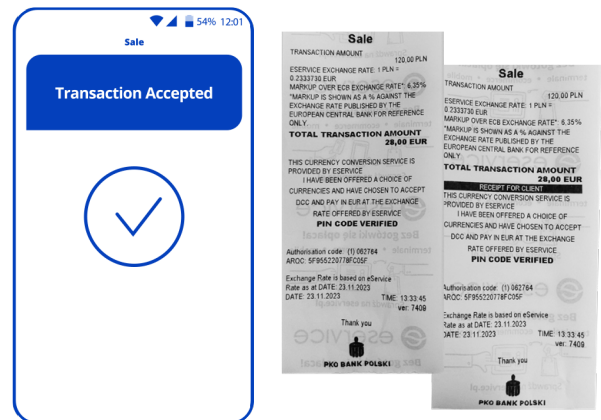 54% 12:01
Sale
Transaction Accepted
Sale
TRANSACTION AMOUNT
120,00 PLN
ESERVICE EXCHANGE RATE: 1 PLN =
0.2333730 EUR
MARKUP OVER ECB EXCHANGE RATE*: 6,35%
*MARKUP IS SHOWN AS A % AGAINST THE
EXCHANGE RATE PUBLISHED BY THE
EUROPEAN CENTRAL BANK FOR REFERENCE
ONLY.
TOTAL TRANSACTION AMOUNT
28,00 EUR
THIS CURRENCY CONVERSION SERVICE IS
PROVIDED BY ESERVICE
I HAVE BEEN OFFERED A CHOICE OF
CURRENCIES AND HAVE CHOSEN TO ACCEPT
DCC AND PAY IN EUR AT THE EXCHANGE
RATE OFFERED BY ESERVICE
PIN CODE VERIFIED
Authorisation code: (1) 062764
AROC: 5F955220778FC05F
Exchange Rate is based on eService
Rate as at DATE: 23.11.2023
DATE: 23.11.2023 TIME: 13:33:45
ver: 7409
Thank you
PKO BANK POLSKI
Sale
TRANSACTION AMOUNT
120,00 PLN
ESERVICE EXCHANGE RATE: 1 PLN =
0.2333730 EUR
MARKUP OVER ECB EXCHANGE RATE*: 6,35%
*MARKUP IS SHOWN AS A % AGAINST THE
EXCHANGE RATE PUBLISHED BY THE
EUROPEAN CENTRAL BANK FOR REFERENCE
ONLY.
TOTAL TRANSACTION AMOUNT
28,00 EUR
RECEIPT FOR CLIENT
THIS CURRENCY CONVERSION SERVICE IS
PROVIDED BY ESERVICE
I HAVE BEEN OFFERED A CHOICE OF
CURRENCIES AND HAVE CHOSEN TO ACCEPT
DCC AND PAY IN EUR AT THE EXCHANGE
RATE OFFERED BY ESERVICE
PIN CODE VERIFIED
Authorisation code: (1) 062764
AROC: 5F955220778FC05F
Exchange Rate is based on eService
Rate as at DATE: 23.11.2023
DATE: 23.11.2023 TIME: 13:33:45
ver: 7409
Thank you
PKO BANK POLSKI